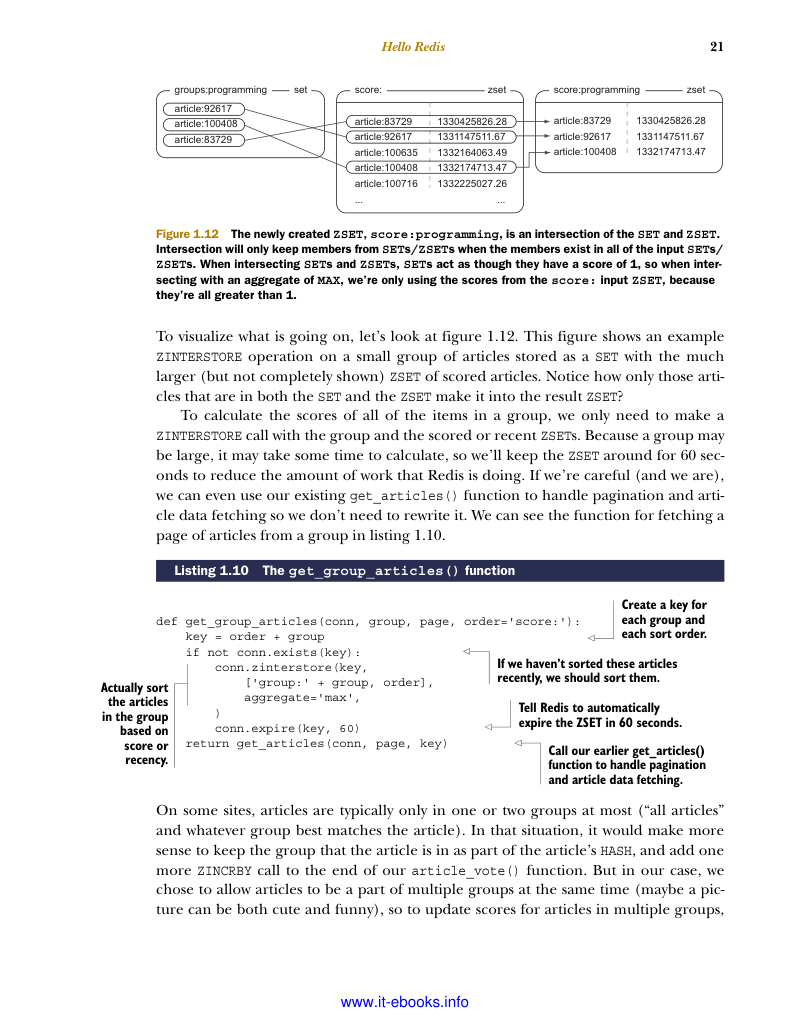 Hello Redis 21
groups:programming set
article:92617
article:100408
article:83729
score: zset
article:83729 1330425826.28
article:92617 1331147511.67
article:100635 1332164063.49
article:100408 1332174713.47
article:100716 1332225027.26
... ...
score:programming zset
article:83729 1330425826.28
article:92617 1331147511.67
article:100408 1332174713.47
Figure 1.12 The newly created ZSET, score:programming, is an intersection of the SET and ZSET.
Intersection will only keep members from SETs/ZSETs when the members exist in all of the input SETs/
ZSETs. When intersecting SETs and ZSETs, SETs act as though they have a score of 1, so when inter-
secting with an aggregate of MAX, we're only using the scores from the score: input ZSET, because
they're all greater than 1.
To visualize what is going on, let's look at figure 1.12. This figure shows an example
ZINTERSTORE operation on a small group of articles stored as a SET with the much
larger (but not completely shown) ZSET of scored articles. Notice how only those arti-
cles that are in both the SET and the ZSET make it into the result ZSET?
To calculate the scores of all of the items in a group, we only need to make a
ZINTERSTORE call with the group and the scored or recent ZSETs. Because a group may
be large, it may take some time to calculate, so we'll keep the ZSET around for 60 sec-
onds to reduce the amount of work that Redis is doing. If we're careful (and we are),
we can even use our existing get_articles() function to handle pagination and arti-
cle data fetching so we don't need to rewrite it. We can see the function for fetching a
page of articles from a group in listing 1.10.
Listing 1.10 The get_group_articles() function
def get_group_articles(conn, group, page, order='score:'):
    key = order + group
    if not conn.exists(key):
        conn.zinterstore(key,
            ['group:' + group, order],
            aggregate='max',
        )
        conn.expire(key, 60)
    return get_articles(conn, page, key)
Create a key for
each group and
each sort order.
If we haven't sorted these articles
recently, we should sort them.
Actually sort
the articles
in the group
based on
score or
recency.
Tell Redis to automatically
expire the ZSET in 60 seconds.
Call our earlier get_articles()
function to handle pagination
and article data fetching.
On some sites, articles are typically only in one or two groups at most ("all articles"
and whatever group best matches the article). In that situation, it would make more
sense to keep the group that the article is in as part of the article's HASH, and add one
more ZINCRBY call to the end of our article_vote() function. But in our case, we
chose to allow articles to be a part of multiple groups at the same time (maybe a pic-
ture can be both cute and funny), so to update scores for articles in multiple groups,
www.it-ebooks.info